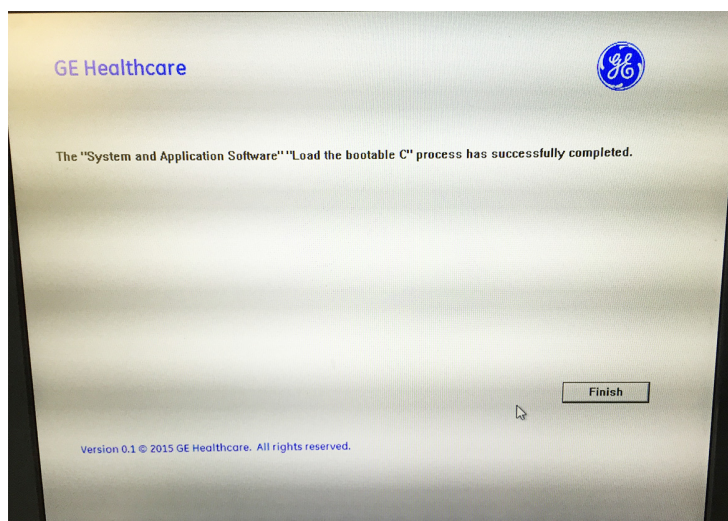 GE Healthcare
GE
The "System and Application Software" "Load the bootable C" process has successfully completed.
Finish
Version 0.1 © 2015 GE Healthcare. All rights reserved.